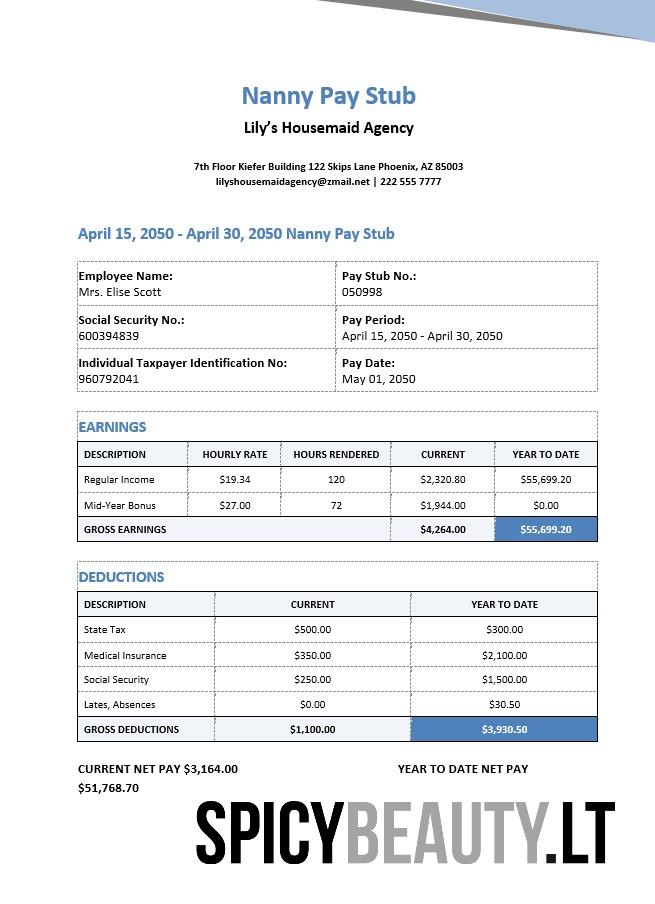 Nanny Pay Stub
Lily's Housemaid Agency
7th Floor Kiefer Building 122 Skips Lane Phoenix, AZ 85003
lilyshousemaidagency@zmail.net | 222 555 7777
April 15, 2050 - April 30, 2050 Nanny Pay Stub
Employee Name: Pay Stub No.:
Mrs. Elise Scott 050998
Social Security No.: Pay Period:
600394839 April 15, 2050 - April 30, 2050
Individual Taxpayer Identification No: Pay Date:
960792041 May 01, 2050
EARNINGS
DESCRIPTION HOURLY RATE HOURS RENDERED CURRENT YEAR TO DATE
Regular Income $19.34 120 $2,320.80 $55,699.20
Mid-Year Bonus $27.00 72 $1,944.00 $0.00
GROSS EARNINGS $4,264.00 $55,699.20
DEDUCTIONS
DESCRIPTION CURRENT YEAR TO DATE
State Tax $500.00 $300.00
Medical Insurance $350.00 $2,100.00
Social Security $250.00 $1,500.00
Lates, Absences $0.00 $30.50
GROSS DEDUCTIONS $1,100.00 $3,930.50
CURRENT NET PAY $3,164.00 YEAR TO DATE NET PAY
$51,768.70
SPICYBEAUTY.LT